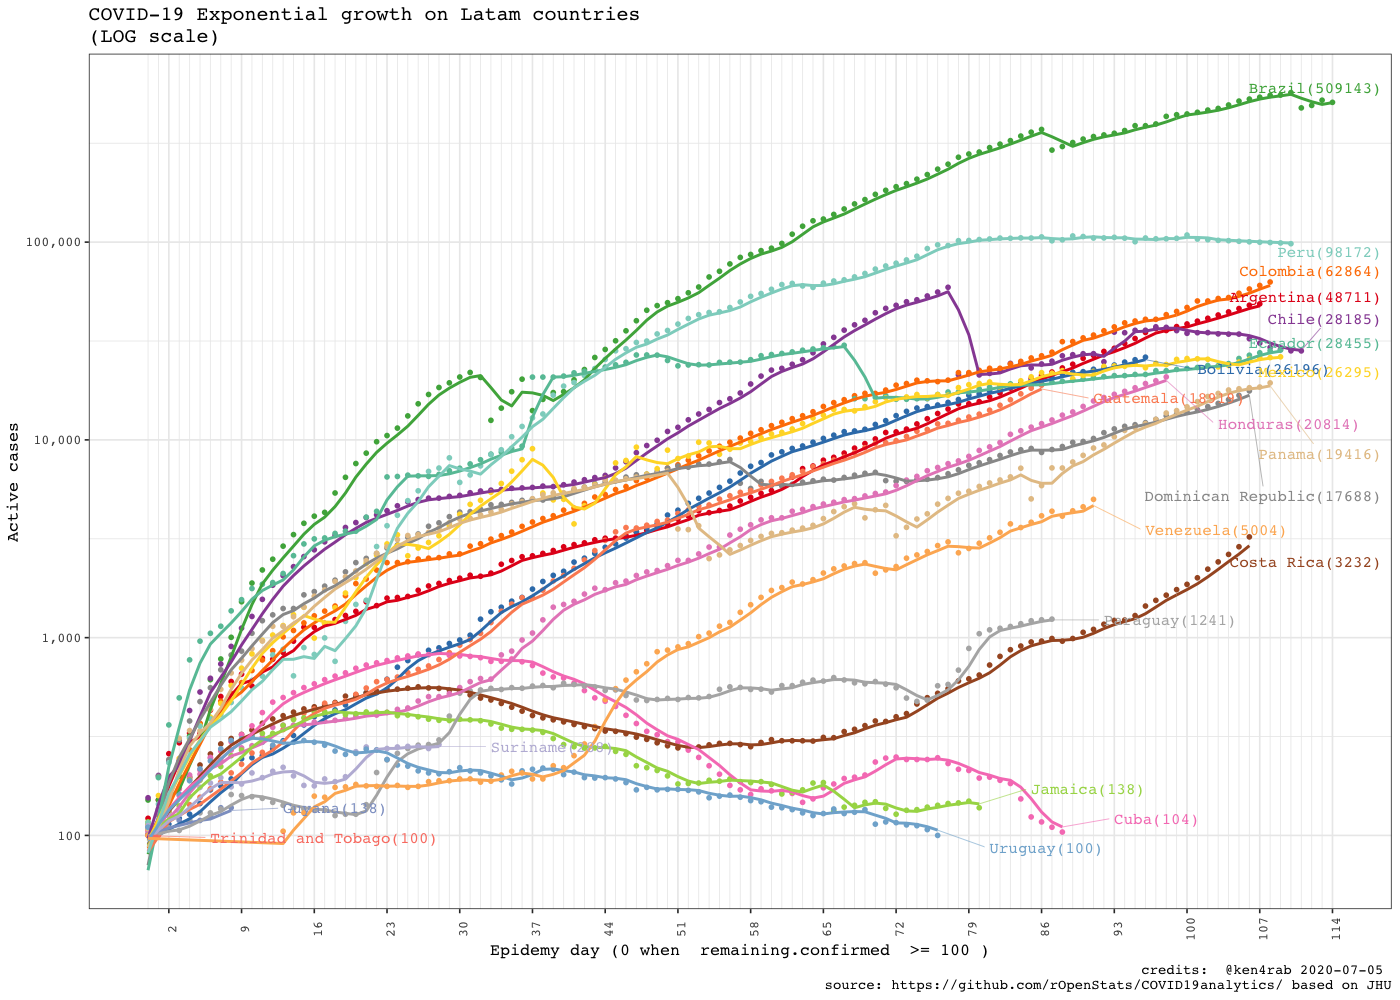 COVID-19 Exponential growth on Latam countries
(LOG scale)
Brazil(509143)
Peru(98172)
Colombia(62864)
Argentina(48711)
Chile(28185)
Ecuador(28455)
Bolivia(26196)
Mexico(26295)
Guatemala(18910)
Honduras(20814)
Panama(19416)
Dominican Republic(17688)
Venezuela(5004)
Costa Rica(3232)
Paraguay(1241)
Suriname(288)
Jamaica(138)
Guyana(138)
Cuba(104)
Trinidad and Tobago(100)
Uruguay(100)
100,000
10,000
1,000
100
Active cases
2 9 16 23 30 37 44 51 58 65 72 79 86 93 100 107 114
Epidemy day (0 when remaining.confirmed >= 100 )
credits: @ken4rab 2020-07-05
source: https://github.com/rOpenStats/COVID19analytics/ based on JHU